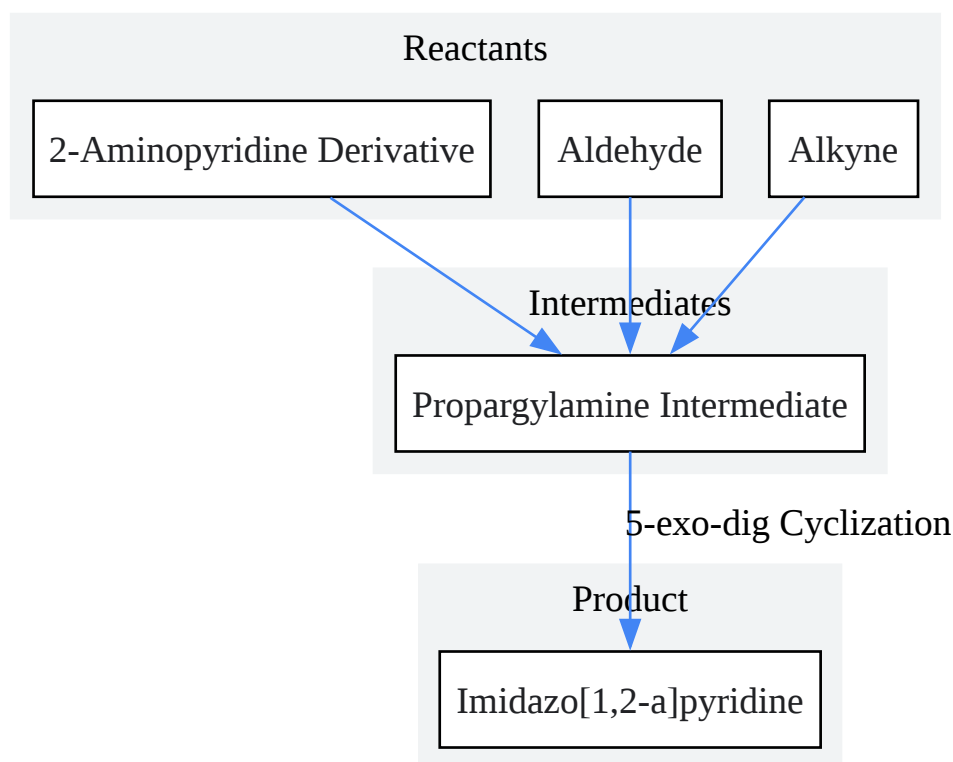 Reactants
2-Aminopyridine Derivative
Aldehyde
Alkyne
Intermediates
Propargylamine Intermediate
5-exo-dig Cyclization
Product
Imidazo[1,2-a]pyridine